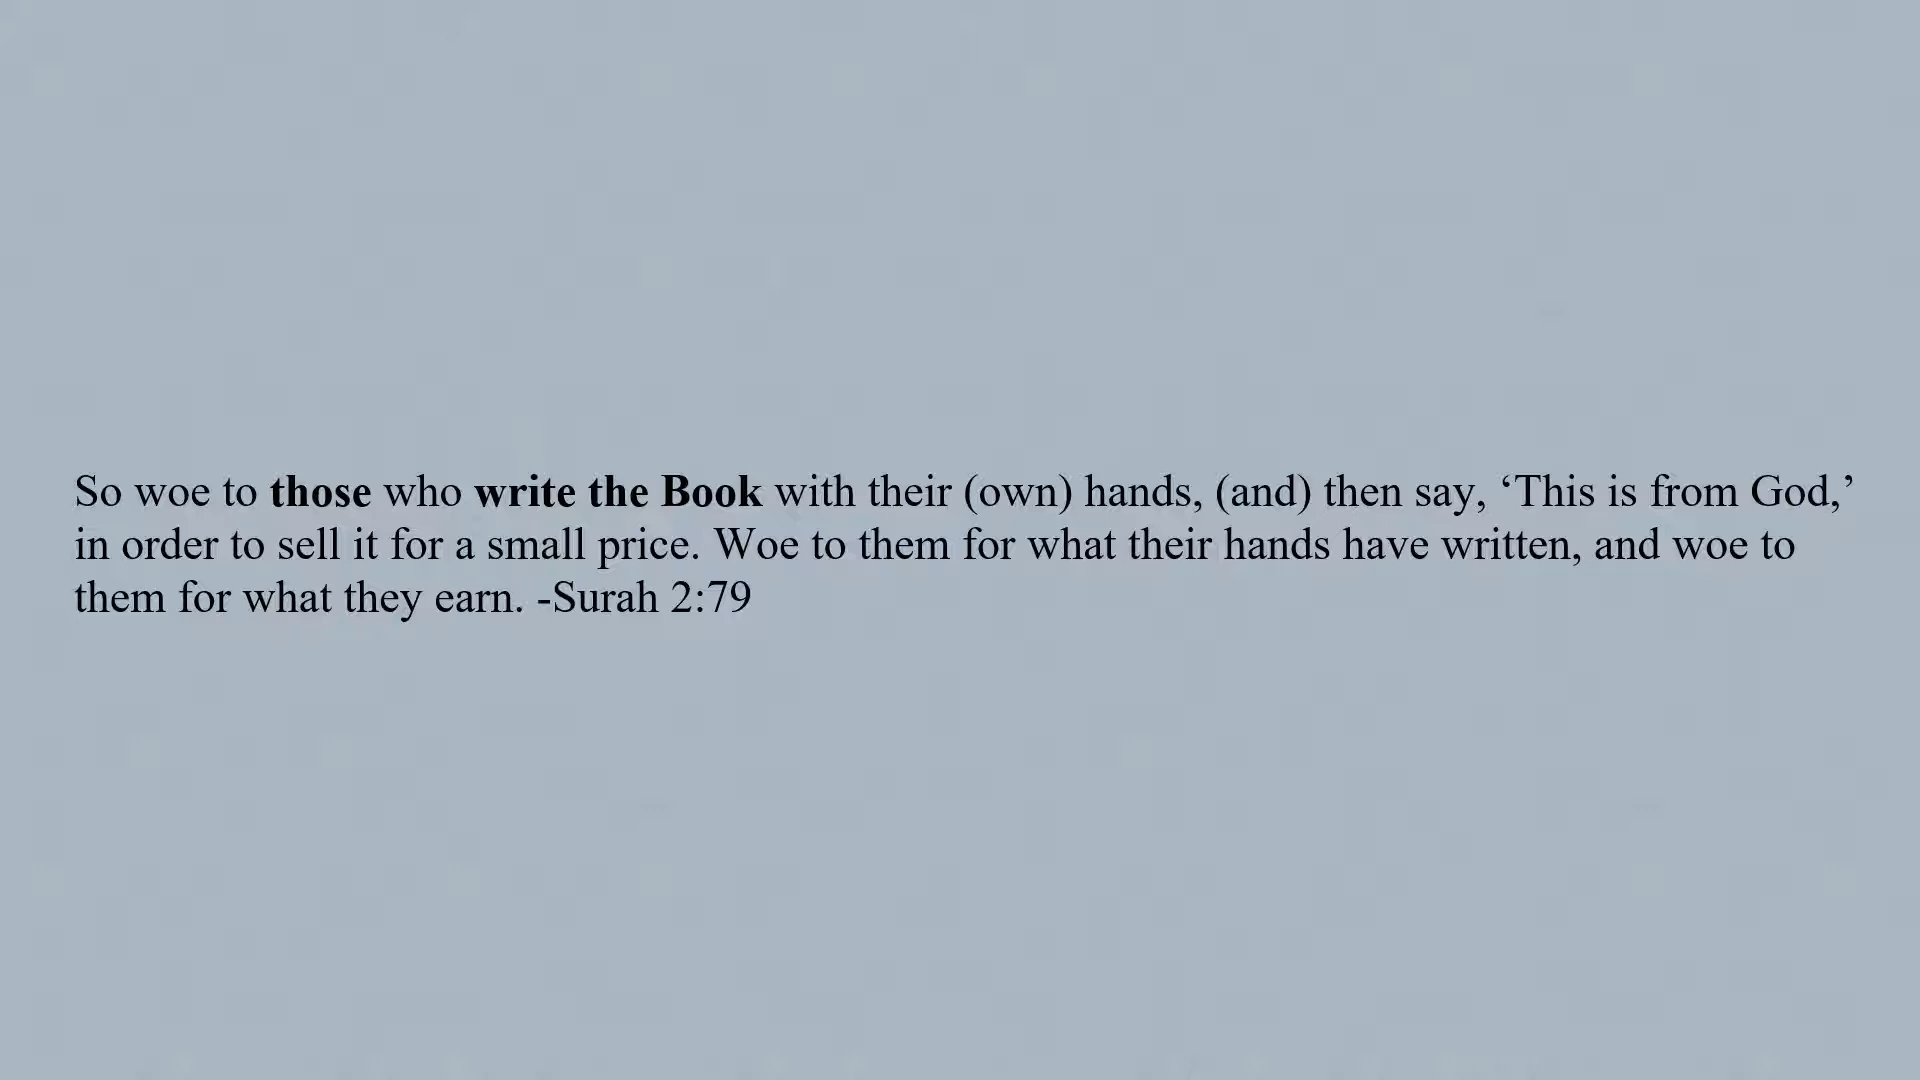 So woe to those who write the Book with their (own) hands, (and) then say, ‘This is from God,’
in order to sell it for a small price. Woe to them for what their hands have written, and woe to
them for what they earn. -Surah 2:79